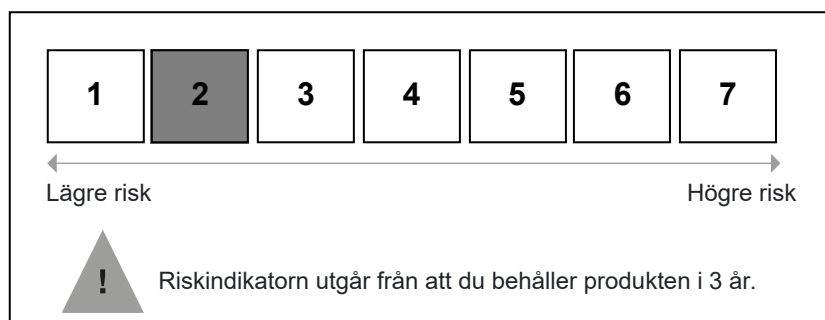 1 2 3 4 5 6 7
Lägre risk Högre risk
! Riskindikatorn utgår från att du behåller produkten i 3 år.